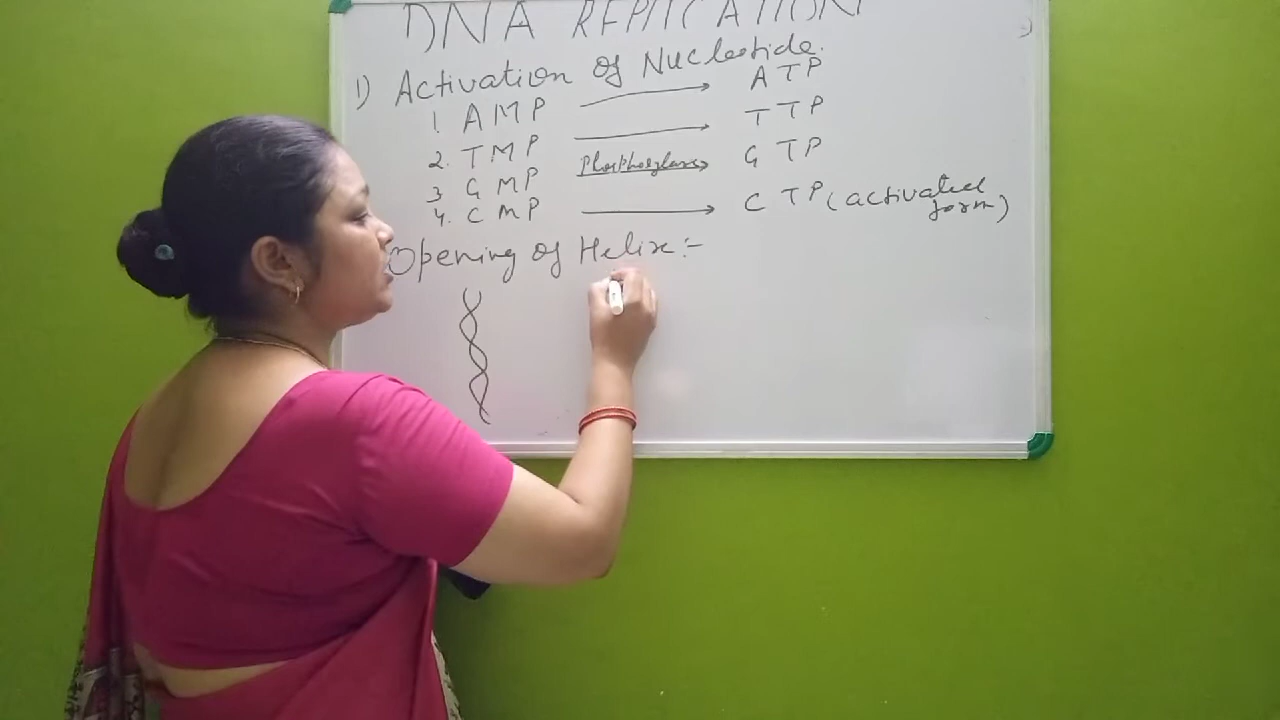 DNA REPLICATION
1) Activation of Nucleotide.
1. AMP → ATP
2. TMP → TTP
3 GMP Phosphorylase → GTP
4. CMP → CTP (activated form)
Opening of Helix:-